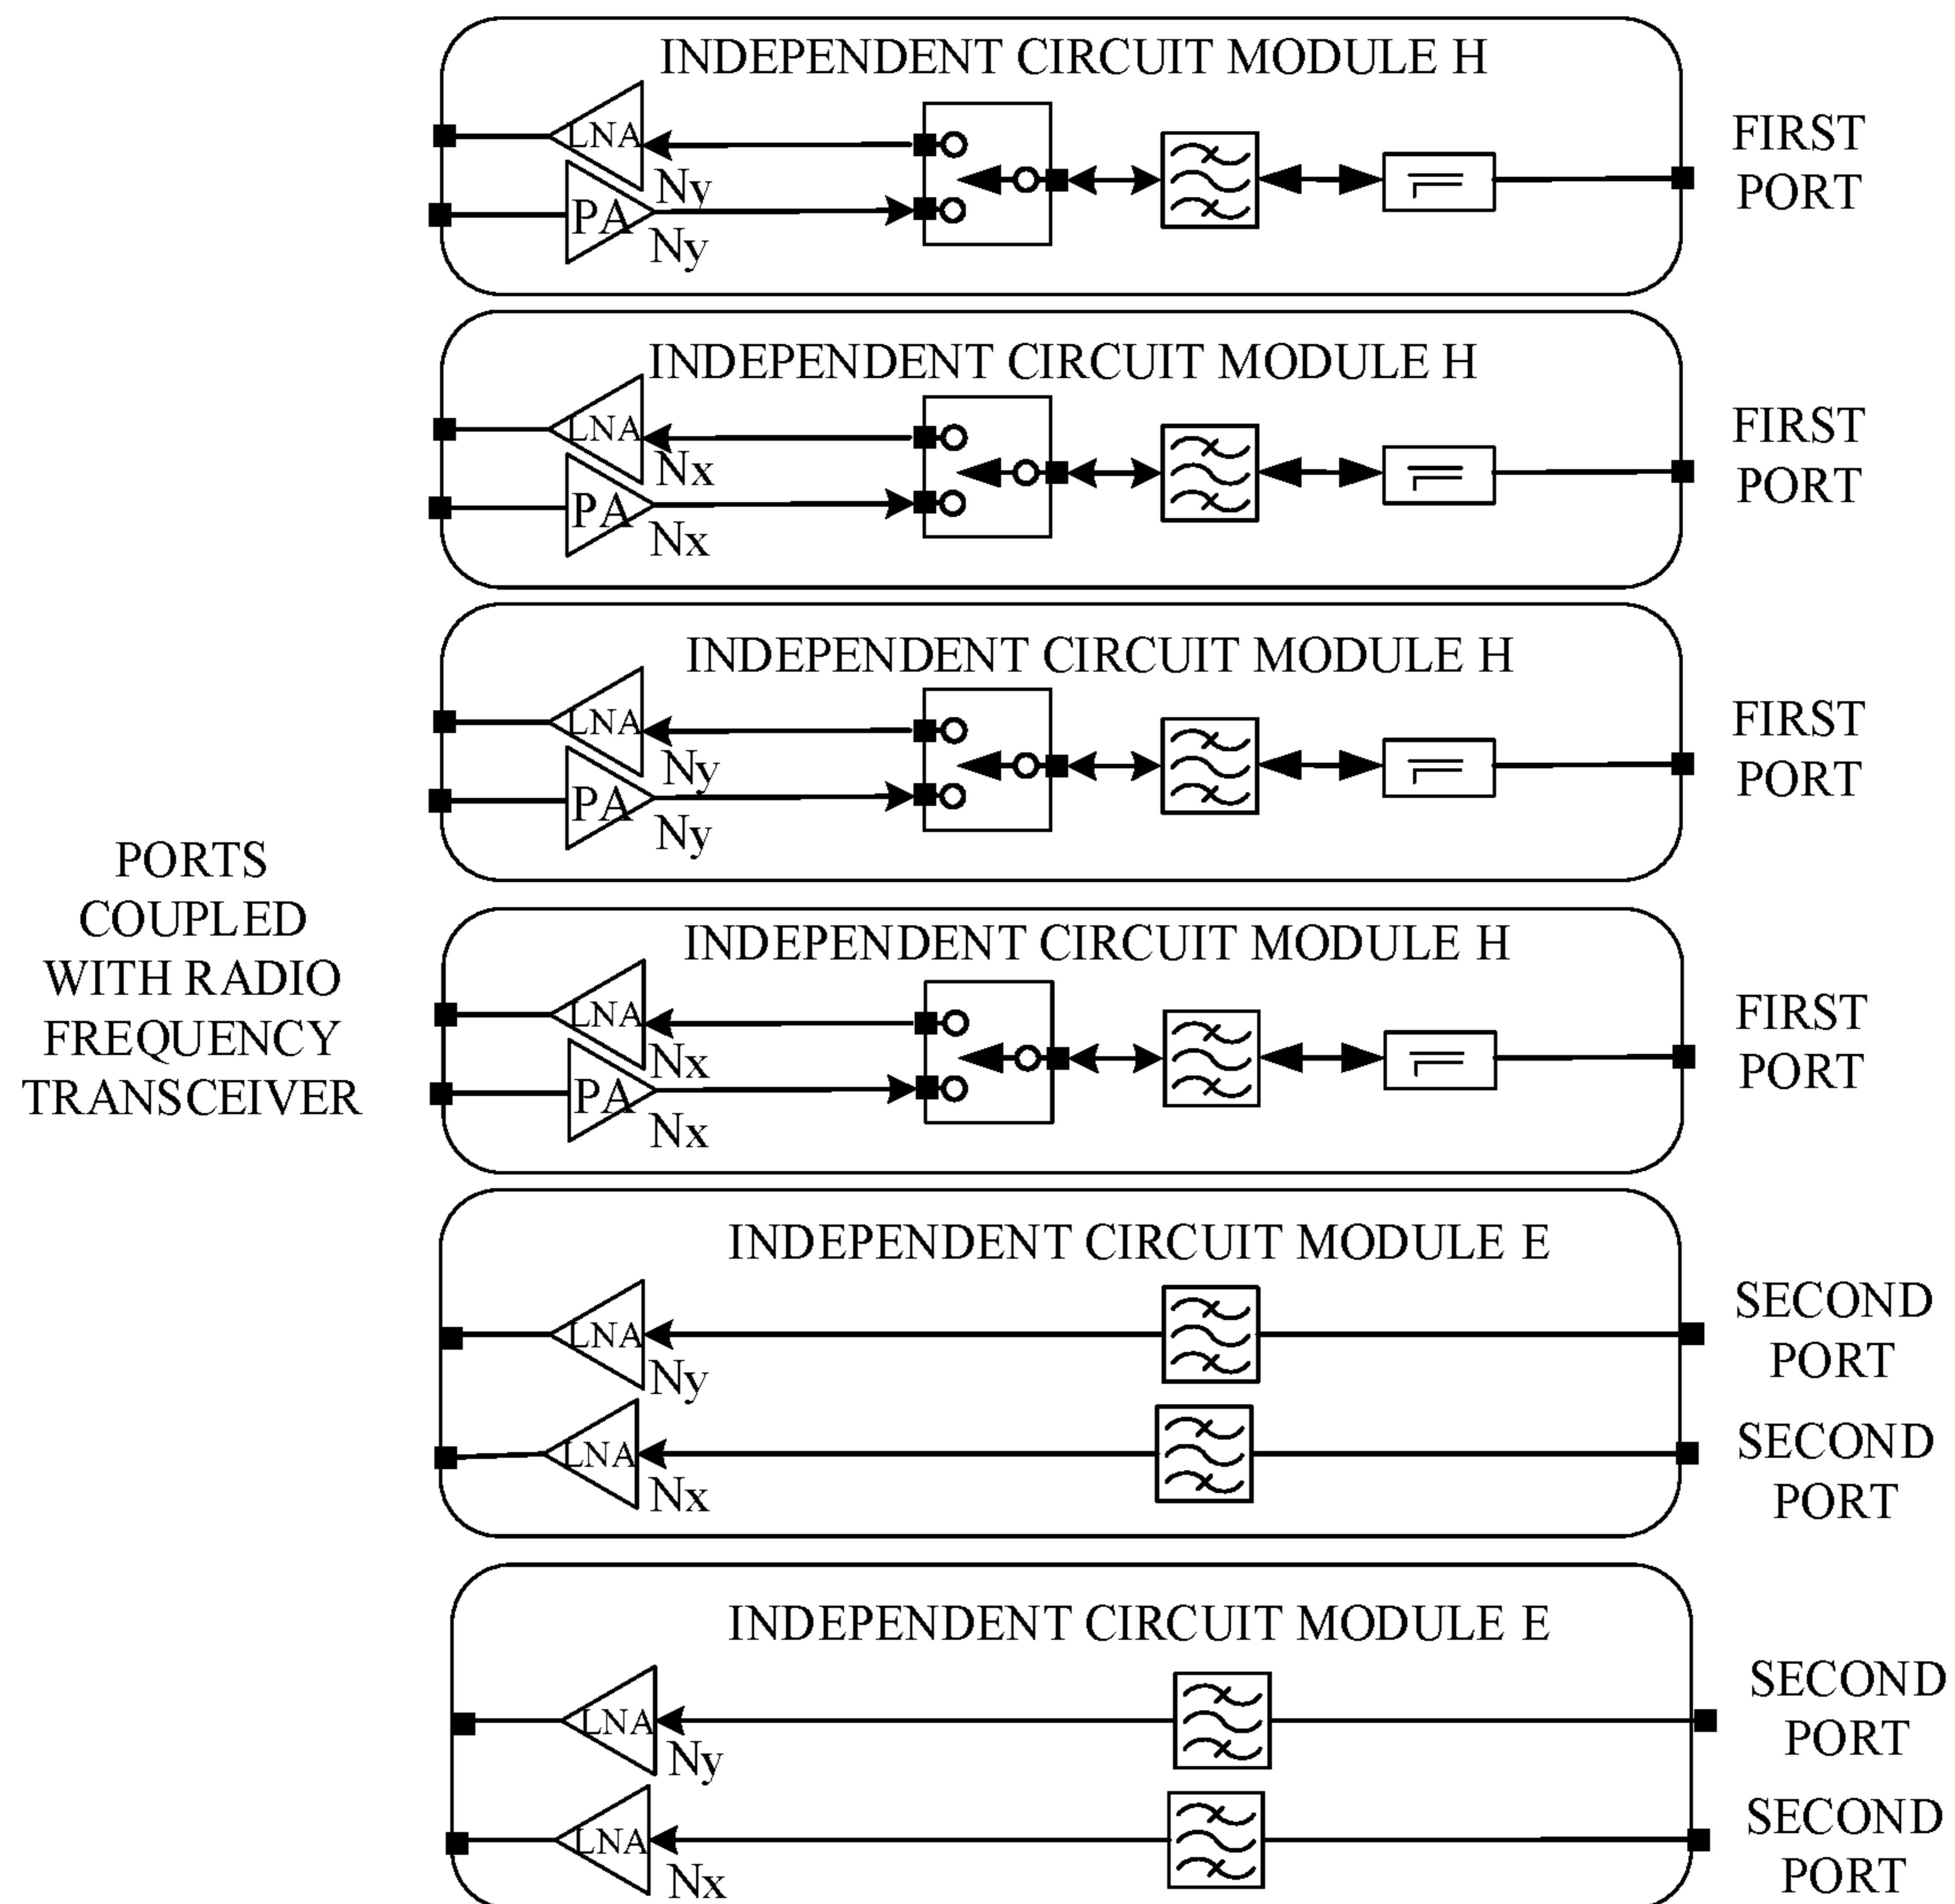 INDEPENDENT CIRCUIT MODULE H
LNA
Ny
PA
Ny
FIRST
PORT
INDEPENDENT CIRCUIT MODULE H
LNA
Nx
PA
Nx
FIRST
PORT
INDEPENDENT CIRCUIT MODULE H
LNA
Ny
PA
Ny
FIRST
PORT
PORTS
COUPLED
WITH RADIO
FREQUENCY
TRANSCEIVER
INDEPENDENT CIRCUIT MODULE H
LNA
Nx
PA
Nx
FIRST
PORT
INDEPENDENT CIRCUIT MODULE E
LNA
Ny
SECOND
PORT
LNA
Nx
SECOND
PORT
INDEPENDENT CIRCUIT MODULE E
LNA
Ny
SECOND
PORT
LNA
Nx
SECOND
PORT